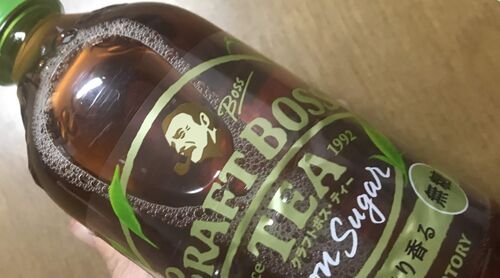 Boss
CRAFT BOSS
TEA
1992
クラフトボス ティー
Non Sugar
無糖
り香る